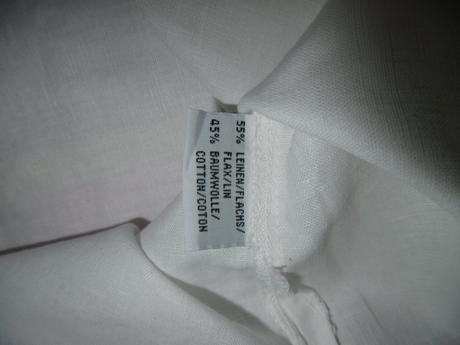 55% LEINEN/FLACHS/
FLAX/LIN
45% BAUMWOLLE/
COTTON/COTON